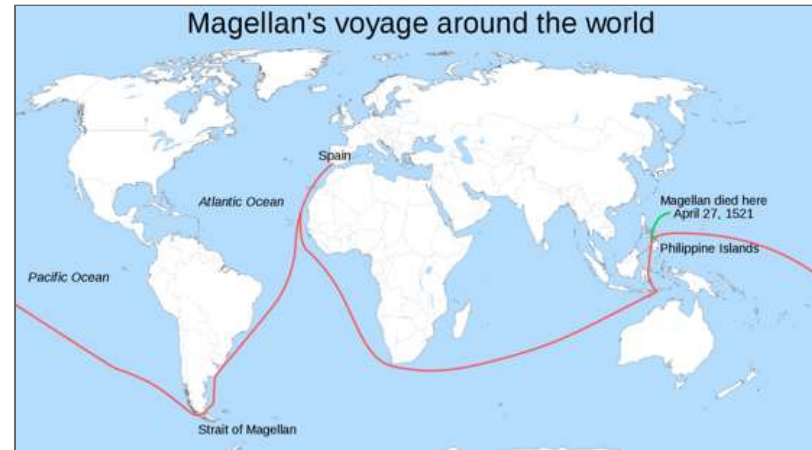 Magellan's voyage around the world
Spain
Atlantic Ocean
Magellan died here
April 27, 1521
Philippine Islands
Pacific Ocean
Strait of Magellan